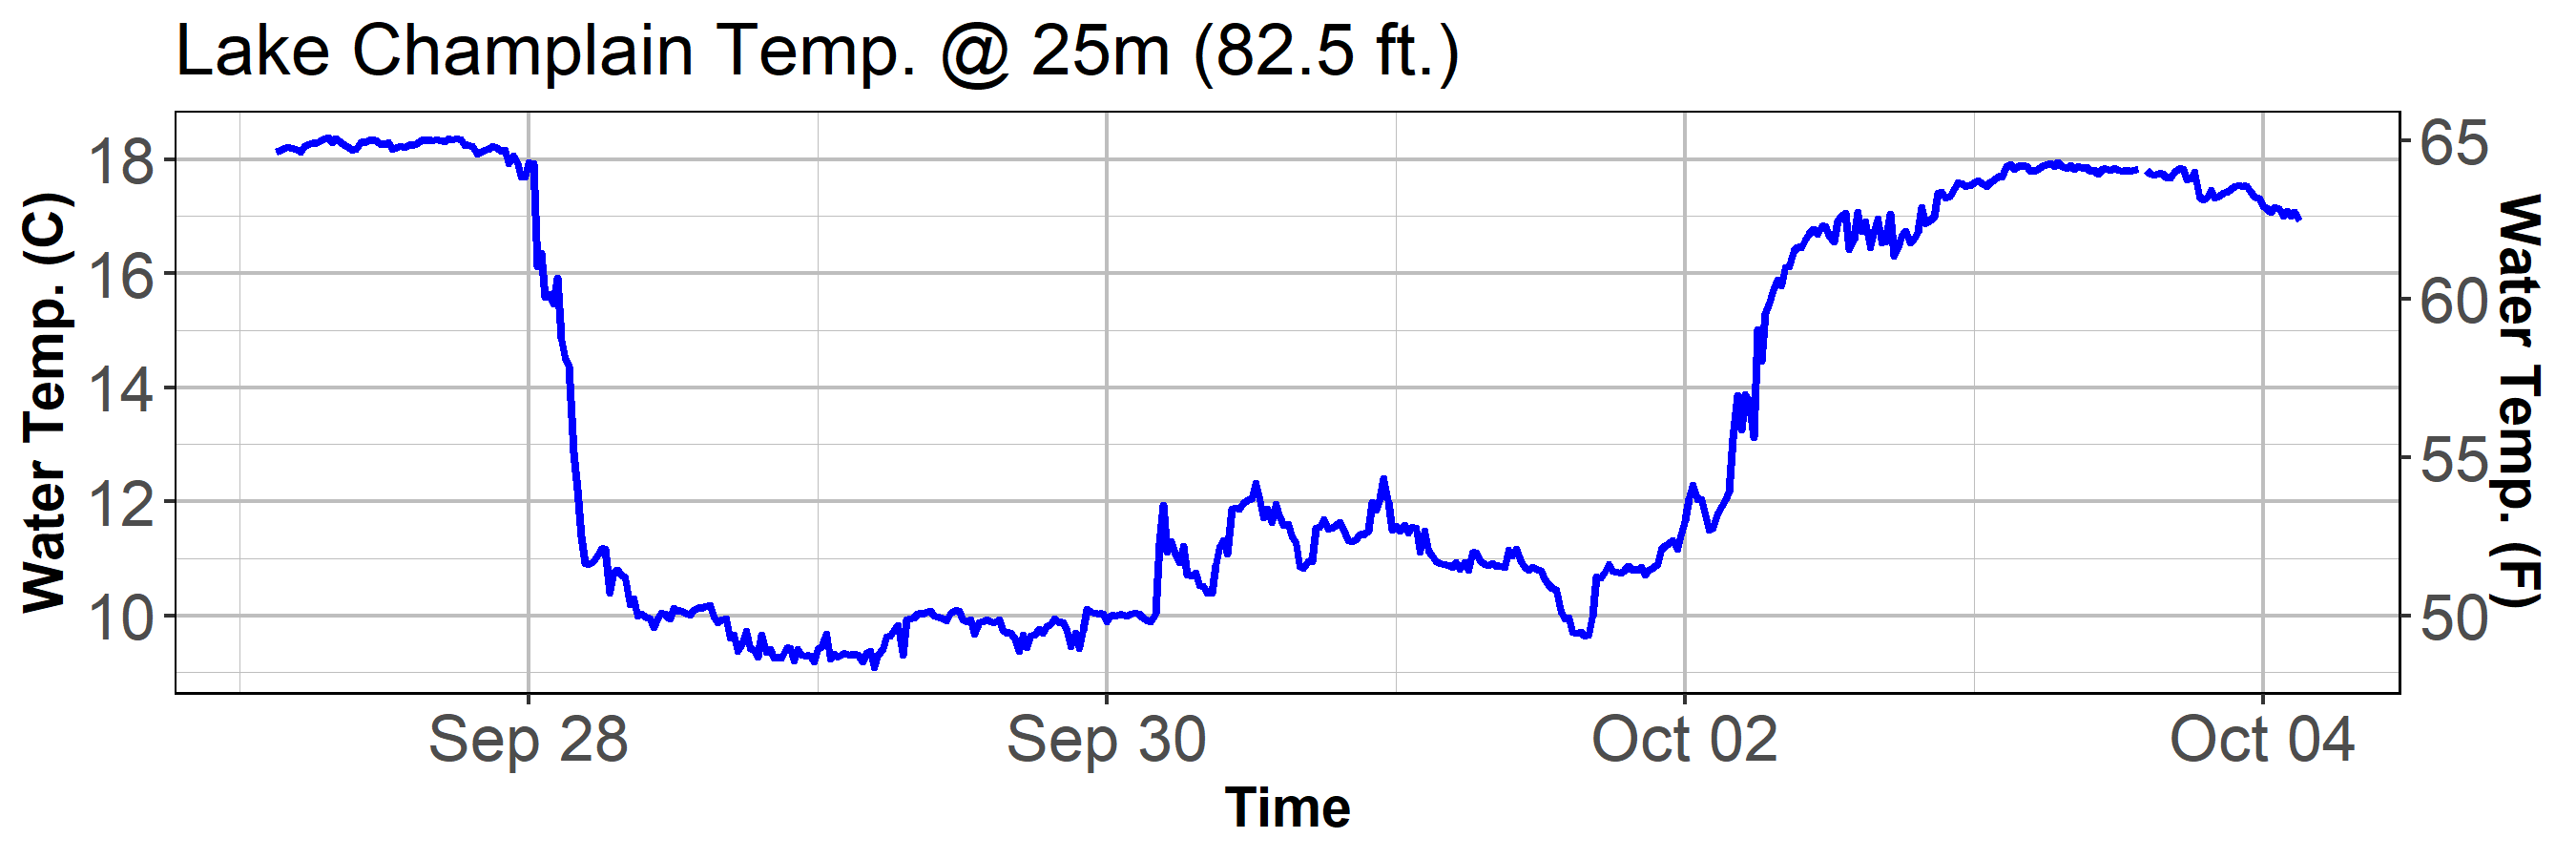 Lake Champlain Temp. @ 25m (82.5 ft.)
Water Temp. (C)
18
16
14
12
10
65
60
55
50
Water Temp. (F)
Sep 28 Sep 30 Oct 02 Oct 04
Time